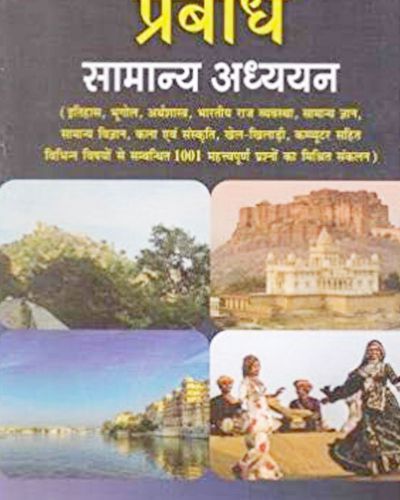 प्रबोध
सामान्य अध्ययन
(इतिहास, भूगोल, अर्थशास्त्र, भारतीय राज व्यवस्था, सामान्य ज्ञान,
सामान्य विज्ञान, कला एवं संस्कृति, खेल-खिलाड़ी, कम्प्यूटर सहित
विभिन्न विषयों से सम्बन्धित 1001 महत्त्वपूर्ण प्रश्नों का मिश्रित संकलन)